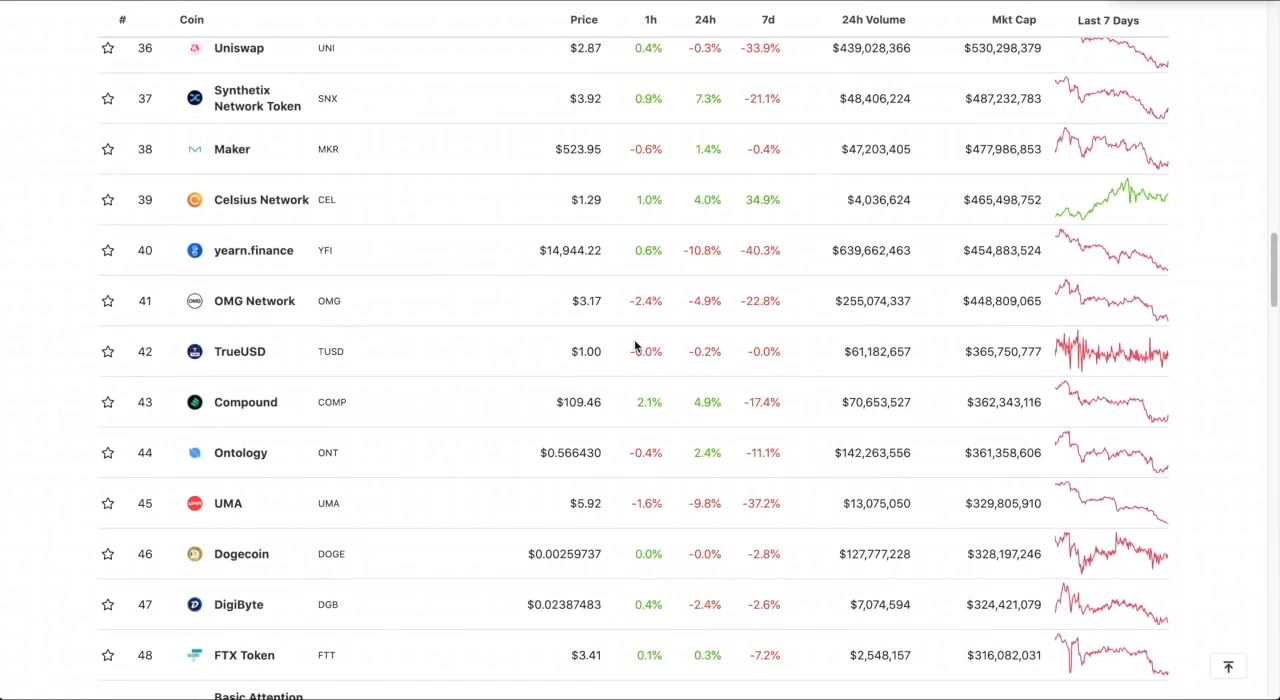 # Coin Price 1h 24h 7d 24h Volume Mkt Cap Last 7 Days
36 Uniswap UNI $2.87 0.4% -0.3% -33.9% $439,028,366 $530,298,379
37 Synthetix Network Token SNX $3.92 0.9% 7.3% -21.1% $48,406,224 $487,232,783
38 Maker MKR $523.95 -0.6% 1.4% -0.4% $47,203,405 $477,986,853
39 Celsius Network CEL $1.29 1.0% 4.0% 34.9% $4,036,624 $465,498,752
40 yearn.finance YFI $14,944.22 0.6% -10.8% -40.3% $639,662,463 $454,883,524
41 OMG Network OMG $3.17 -2.4% -4.9% -22.8% $255,074,337 $448,809,065
42 TrueUSD TUSD $1.00 -0.0% -0.2% -0.0% $61,182,657 $365,750,777
43 Compound COMP $109.46 2.1% 4.9% -17.4% $70,653,527 $362,343,116
44 Ontology ONT $0.566430 -0.4% 2.4% -11.1% $142,263,556 $361,358,606
45 UMA UMA $5.92 -1.6% -9.8% -37.2% $13,075,050 $329,805,910
46 Dogecoin DOGE $0.00259737 0.0% -0.0% -2.8% $127,777,228 $328,197,246
47 DigiByte DGB $0.02387483 0.4% -2.4% -2.6% $7,074,594 $324,421,079
48 FTX Token FTT $3.41 0.1% 0.3% -7.2% $2,548,157 $316,082,031
Basic Attention